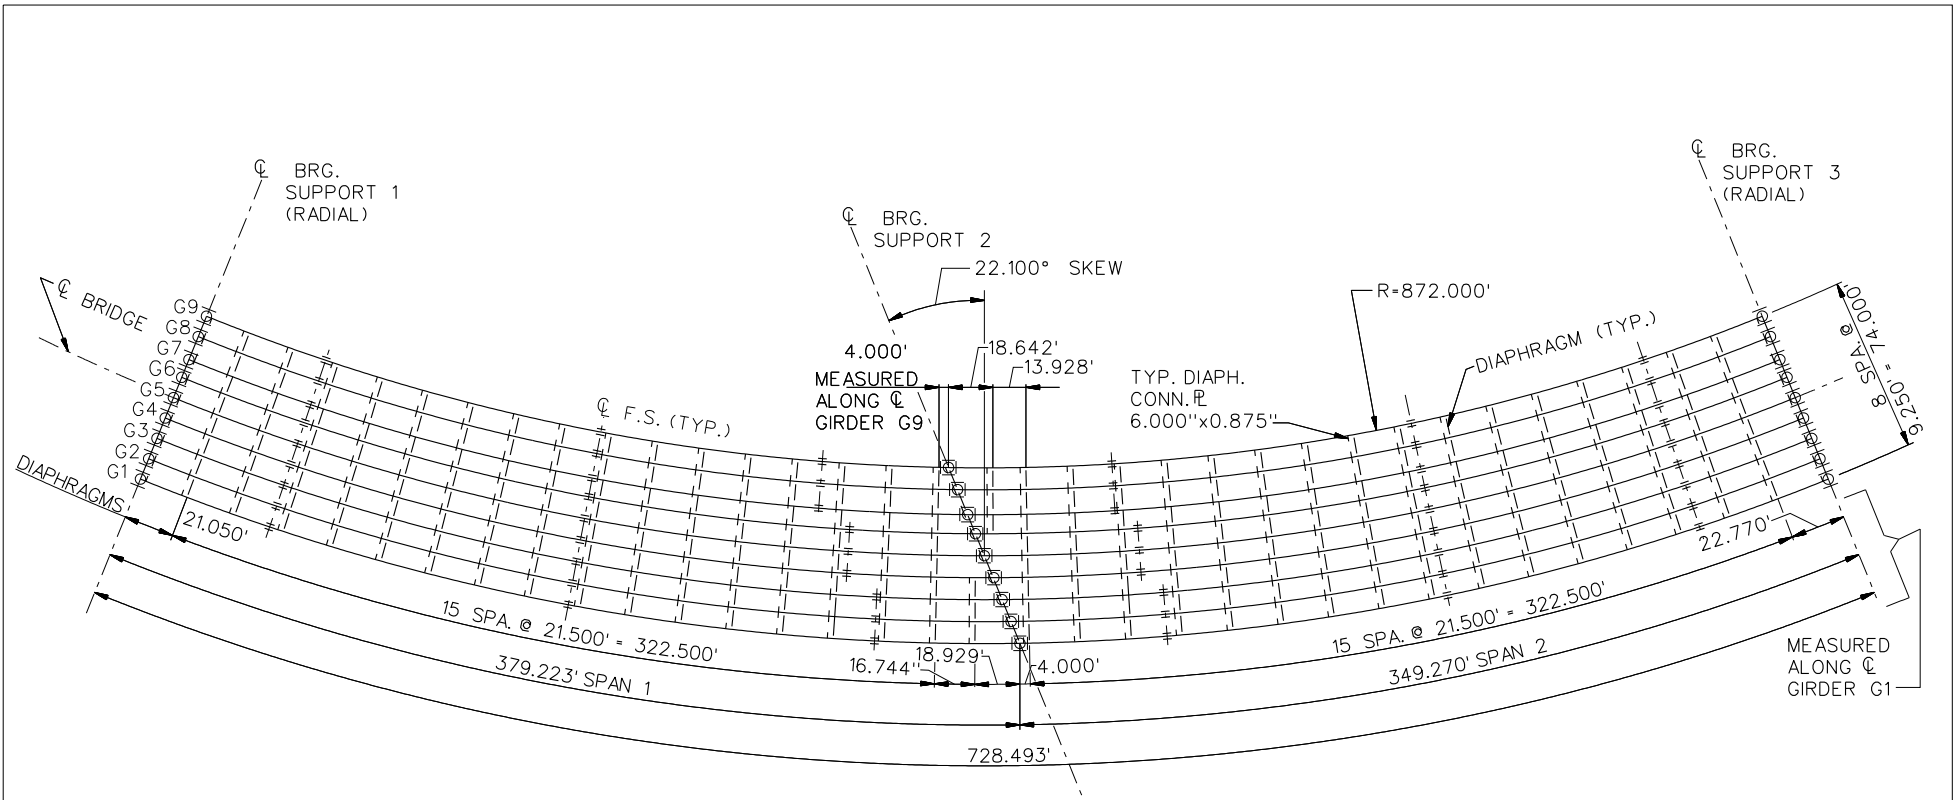 ℄ BRG.
SUPPORT 1
(RADIAL)
℄ BRG.
SUPPORT 2
22.100° SKEW
℄ BRG.
SUPPORT 3
(RADIAL)
℄ BRIDGE
G9
G8
G7
G6
G5
G4
G3
G2
G1
DIAPHRAGMS
℄ F.S. (TYP.)
4.000'
MEASURED
ALONG ℄
GIRDER G9
18.642'
13.928'
TYP. DIAPH.
CONN. ℙL
6.000''x0.875''
R=872.000'
DIAPHRAGM (TYP.)
8 SPA. @
9.250' = 74.000'
21.050'
15 SPA. @ 21.500' = 322.500'
379.223' SPAN 1
16.744''
18.929'
4.000'
15 SPA. @ 21.500' = 322.500'
22.770'
349.270' SPAN 2
728.493'
MEASURED
ALONG ℄
GIRDER G1